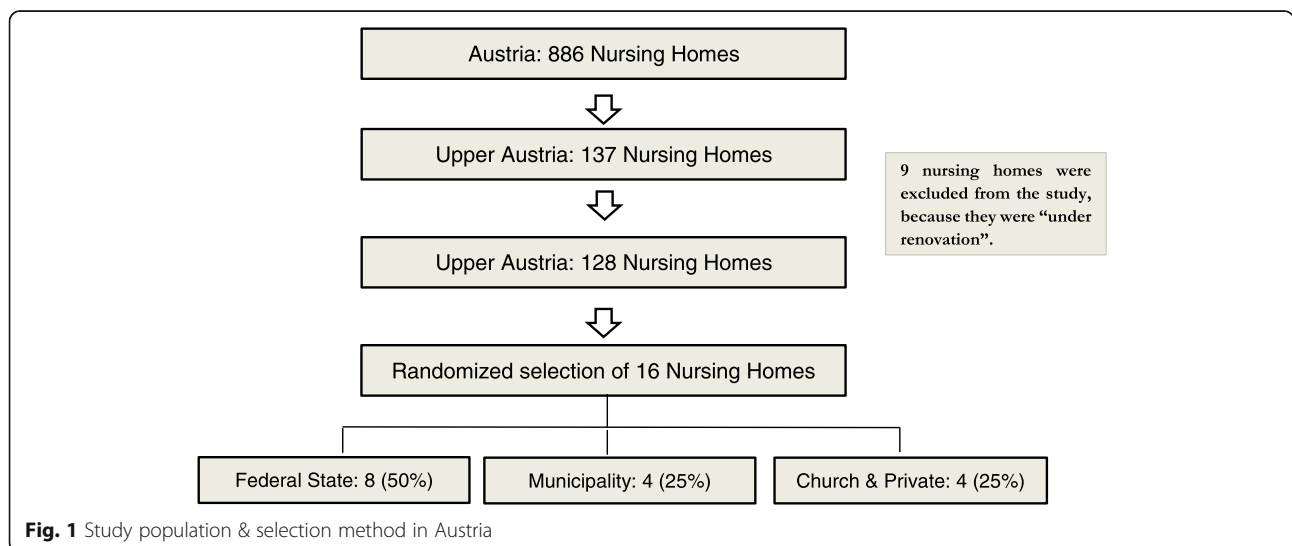 Austria: 886 Nursing Homes
Upper Austria: 137 Nursing Homes
9 nursing homes were
excluded from the study,
because they were “under
renovation”.
Upper Austria: 128 Nursing Homes
Randomized selection of 16 Nursing Homes
Federal State: 8 (50%)
Municipality: 4 (25%)
Church & Private: 4 (25%)
Fig. 1 Study population & selection method in Austria